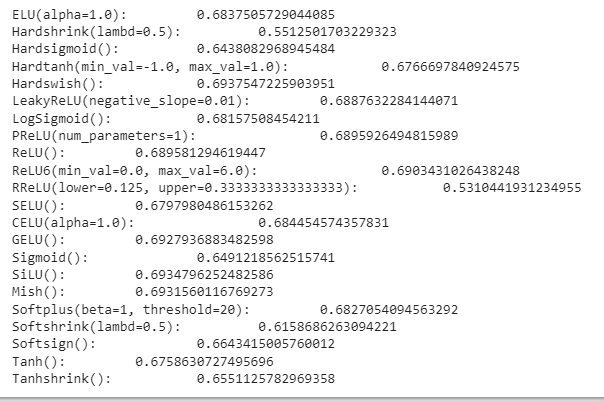 ELU(alpha=1.0): 0.6837505729044085
Hardshrink(lambd=0.5): 0.5512501703229323
Hardsigmoid(): 0.6438082968945484
Hardtanh(min_val=-1.0, max_val=1.0): 0.6766697840924575
Hardswish(): 0.6937547225903951
LeakyReLU(negative_slope=0.01): 0.6887632284144071
LogSigmoid(): 0.68157508454211
PReLU(num_parameters=1): 0.6895926494815989
ReLU(): 0.689581294619447
ReLU6(min_val=0.0, max_val=6.0): 0.6903431026438248
RReLU(lower=0.125, upper=0.3333333333333333): 0.5310441931234955
SELU(): 0.6797980486153262
CELU(alpha=1.0): 0.684454574357831
GELU(): 0.6927936883482598
Sigmoid(): 0.6491218562515741
SiLU(): 0.6934796252482586
Mish(): 0.6931560116769273
Softplus(beta=1, threshold=20): 0.6827054094563292
Softshrink(lambd=0.5): 0.6158686263094221
Softsign(): 0.6643415005760012
Tanh(): 0.6758630727495696
Tanhshrink(): 0.6551125782969358